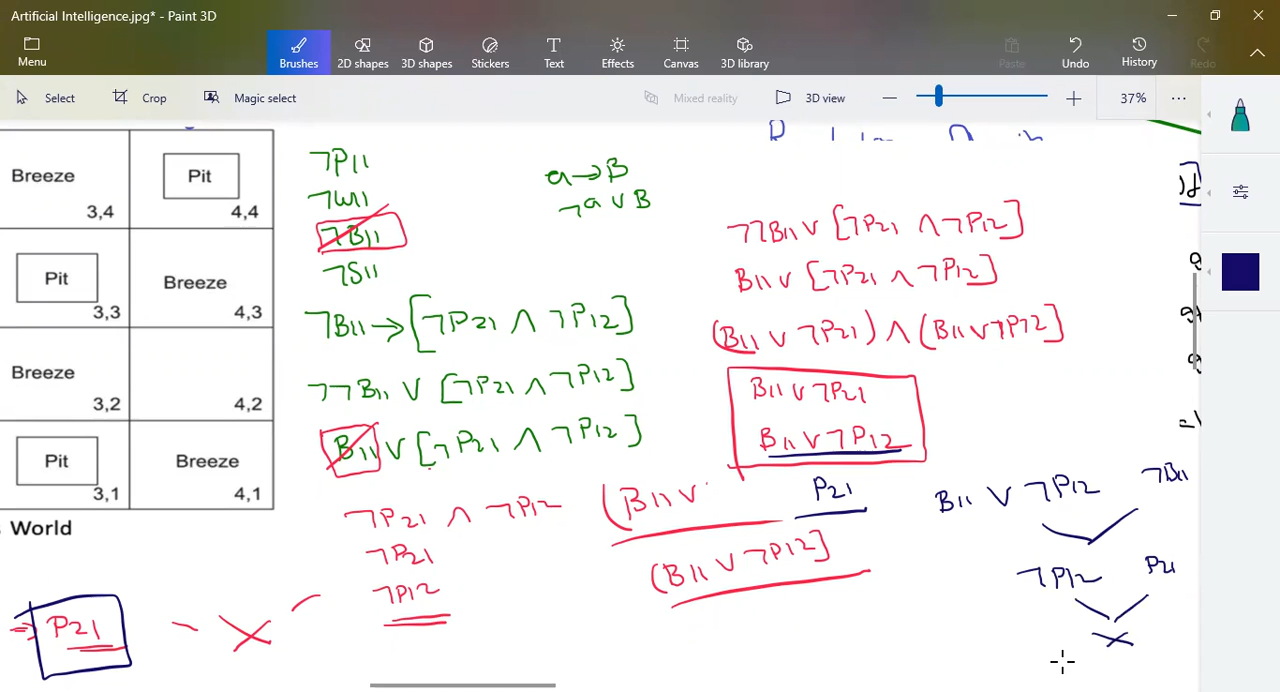 Artificial Intelligence.jpg* - Paint 3D
Menu
Brushes
2D shapes
3D shapes
Stickers
Text
Effects
Canvas
3D library
Paste
Undo
History
Redo
Select
Crop
Magic select
Mixed reality
3D view
37%
Breeze
3,4
Pit
4,4
Pit
3,3
Breeze
4,3
Breeze
3,2
4,2
Pit
3,1
Breeze
4,1
World
P21
¬P11
¬W11
¬B11
¬S11
¬B11 → [¬P21 ∧ ¬P12]
¬¬B11 ∨ [¬P21 ∧ ¬P12]
B11 ∨ [¬P21 ∧ ¬P12]
¬P21 ∧ ¬P12
¬P21
¬P12
a → B
¬a ∨ B
¬¬B11 ∨ [¬P21 ∧ ¬P12]
B11 ∨ [¬P21 ∧ ¬P12]
(B11 ∨ ¬P21) ∧ (B11 ∨ ¬P12]
B11 ∨ ¬P21
B11 ∨ ¬P12
(B11 ∨
P21
(B11 ∨ ¬P12]
B11 ∨ ¬P12 ¬B11
¬P12 P21